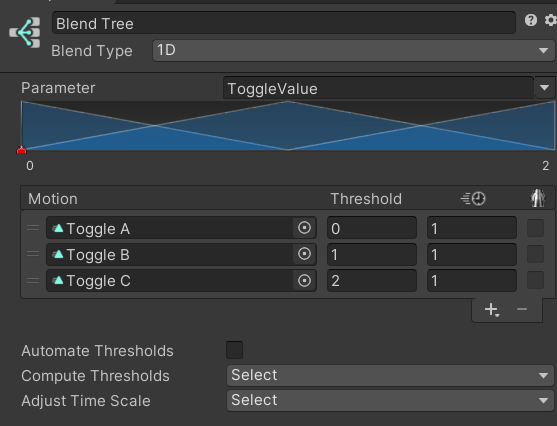 Blend Tree
Blend Type 1D
Parameter ToggleValue
0 2
Motion Threshold
Toggle A 0 1
Toggle B 1 1
Toggle C 2 1
Automate Thresholds
Compute Thresholds Select
Adjust Time Scale Select